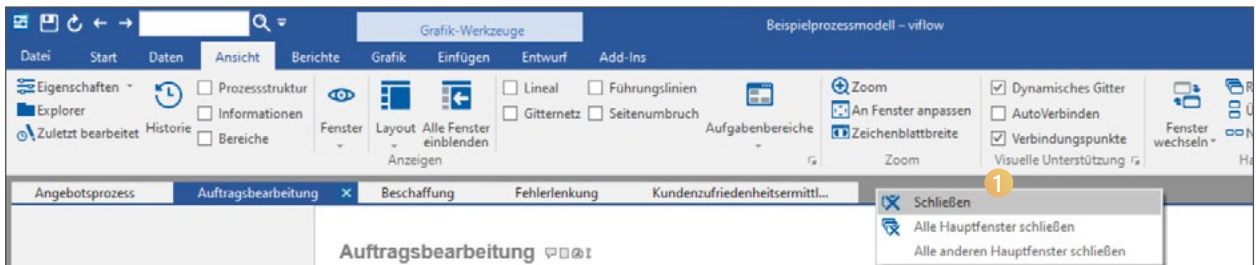 Grafik-Werkzeuge
Beispielprozessmodell – viflow
Datei Start Daten Ansicht Berichte Grafik Einfügen Entwurf Add-Ins
Eigenschaften
Explorer
Zuletzt bearbeitet
Historie
Prozessstruktur
Informationen
Bereiche
Fenster
Layout
Alle Fenster
einblenden
Anzeigen
Lineal
Führungslinien
Gitternetz
Seitenumbruch
Aufgabenbereiche
Zoom
An Fenster anpassen
Zeichenblattbreite
Zoom
Dynamisches Gitter
AutoVerbinden
Verbindungspunkte
Visuelle Unterstützung
Fenster
wechseln
Angebotsprozess Auftragsbearbeitung Beschaffung Fehlerlenkung Kundenzufriedenheitsermittl...
1
Schließen
Alle Hauptfenster schließen
Alle anderen Hauptfenster schließen
Auftragsbearbeitung